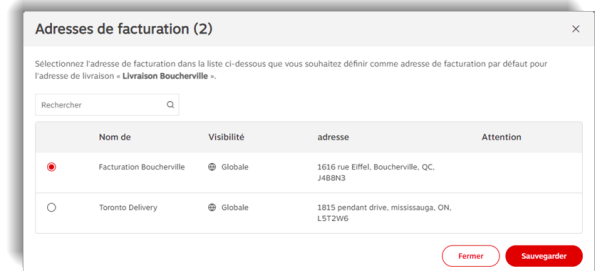 Adresses de facturation (2)
Sélectionnez l'adresse de facturation dans la liste ci-dessous que vous souhaitez définir comme adresse de facturation par défaut pour
l'adresse de livraison « Livraison Boucherville ».
Rechercher
Nom de Visibilité adresse Attention
Facturation Boucherville Globale 1616 rue Eiffel, Boucherville, QC,
J4B8N3
Toronto Delivery Globale 1815 pendant drive, mississauga, ON,
L5T2W6
Fermer Sauvegarder